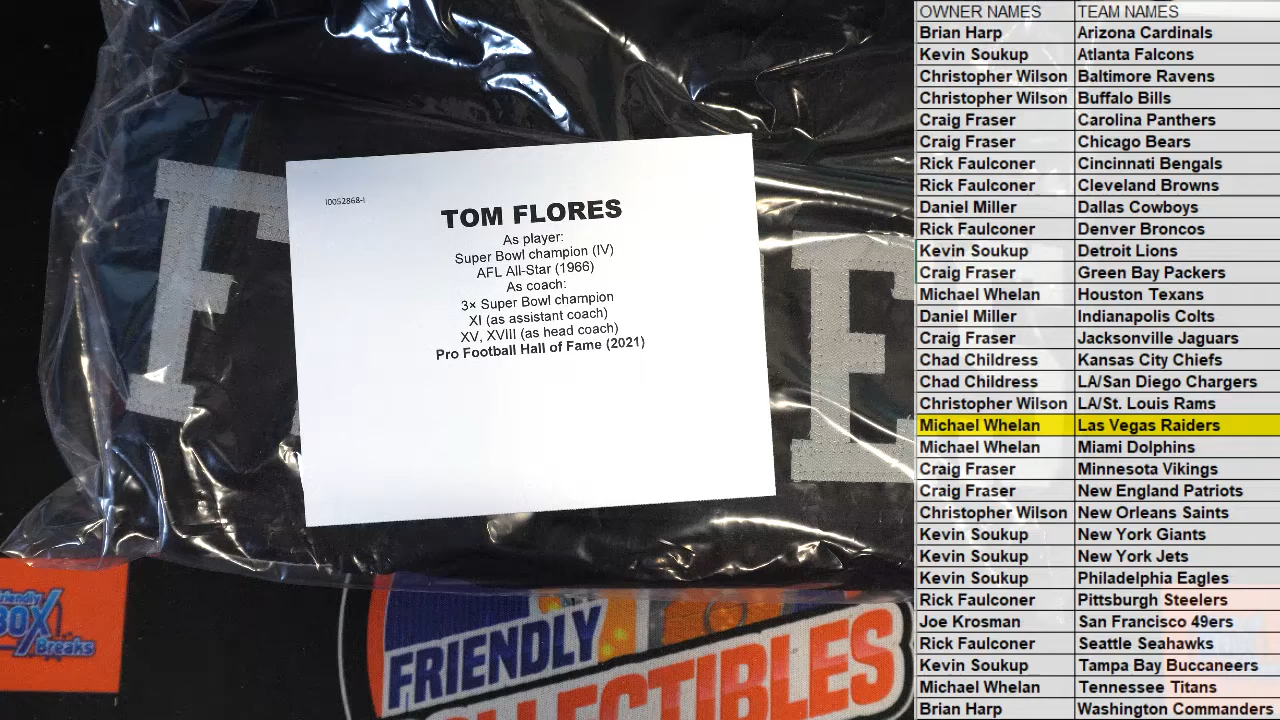 I0052868-I
TOM FLORES
As player:
Super Bowl champion (IV)
AFL All-Star (1966)
As coach:
3× Super Bowl champion
XI (as assistant coach)
XV, XVIII (as head coach)
Pro Football Hall of Fame (2021)
F
E
Friendly
BOX
Breaks
FRIENDLY
COLLECTIBLES
OWNER NAMES TEAM NAMES
Brian Harp Arizona Cardinals
Kevin Soukup Atlanta Falcons
Christopher Wilson Baltimore Ravens
Christopher Wilson Buffalo Bills
Craig Fraser Carolina Panthers
Craig Fraser Chicago Bears
Rick Faulconer Cincinnati Bengals
Rick Faulconer Cleveland Browns
Daniel Miller Dallas Cowboys
Rick Faulconer Denver Broncos
Kevin Soukup Detroit Lions
Craig Fraser Green Bay Packers
Michael Whelan Houston Texans
Daniel Miller Indianapolis Colts
Craig Fraser Jacksonville Jaguars
Chad Childress Kansas City Chiefs
Chad Childress LA/San Diego Chargers
Christopher Wilson LA/St. Louis Rams
Michael Whelan Las Vegas Raiders
Michael Whelan Miami Dolphins
Craig Fraser Minnesota Vikings
Craig Fraser New England Patriots
Christopher Wilson New Orleans Saints
Kevin Soukup New York Giants
Kevin Soukup New York Jets
Kevin Soukup Philadelphia Eagles
Rick Faulconer Pittsburgh Steelers
Joe Krosman San Francisco 49ers
Rick Faulconer Seattle Seahawks
Kevin Soukup Tampa Bay Buccaneers
Michael Whelan Tennessee Titans
Brian Harp Washington Commanders